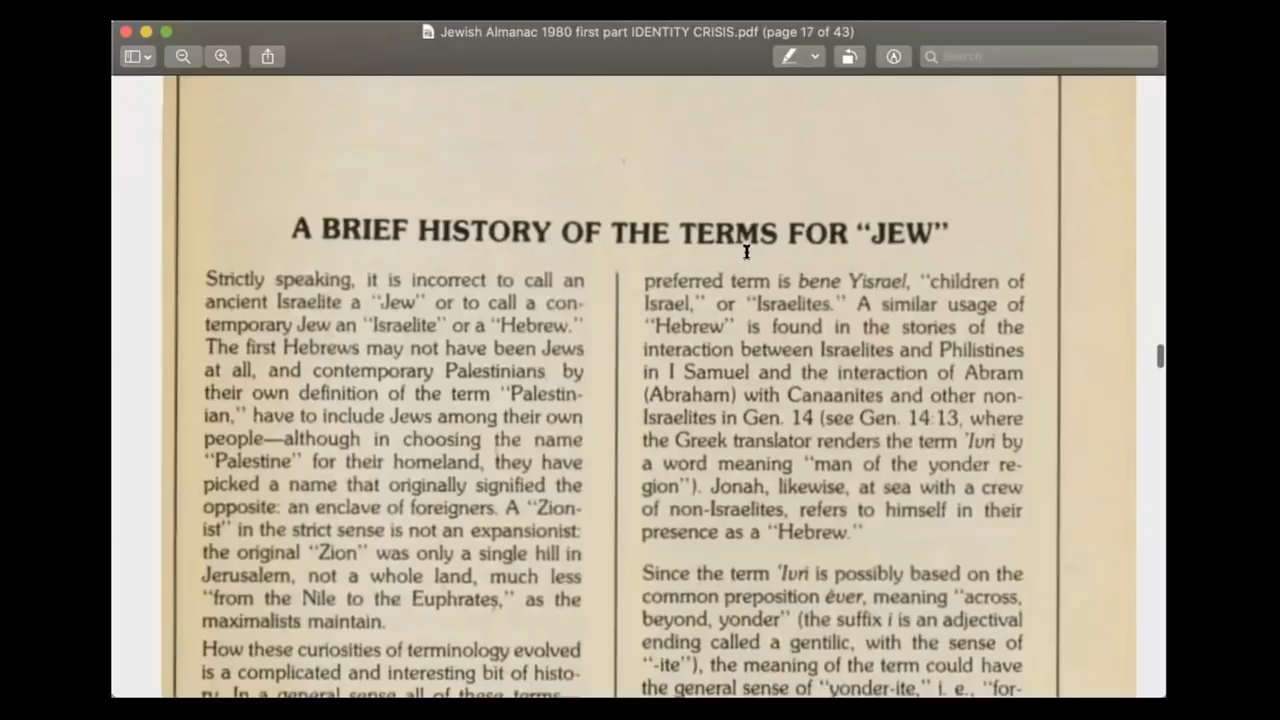 Jewish Almanac 1980 first part IDENTITY CRISIS.pdf (page 17 of 43)
Search
A BRIEF HISTORY OF THE TERMS FOR “JEW”
Strictly speaking, it is incorrect to call an
ancient Israelite a “Jew” or to call a con-
temporary Jew an “Israelite” or a “Hebrew.”
The first Hebrews may not have been Jews
at all, and contemporary Palestinians by
their own definition of the term “Palestin-
ian,” have to include Jews among their own
people—although in choosing the name
“Palestine” for their homeland, they have
picked a name that originally signified the
opposite: an enclave of foreigners. A “Zion-
ist” in the strict sense is not an expansionist:
the original “Zion” was only a single hill in
Jerusalem, not a whole land, much less
“from the Nile to the Euphrates,” as the
maximalists maintain.
How these curiosities of terminology evolved
is a complicated and interesting bit of histo-
ry. In a general sense all of these terms—
preferred term is bene Yisrael, “children of
Israel,” or “Israelites.” A similar usage of
“Hebrew” is found in the stories of the
interaction between Israelites and Philistines
in I Samuel and the interaction of Abram
(Abraham) with Canaanites and other non-
Israelites in Gen. 14 (see Gen. 14:13, where
the Greek translator renders the term 'Ivri by
a word meaning “man of the yonder re-
gion”). Jonah, likewise, at sea with a crew
of non-Israelites, refers to himself in their
presence as a “Hebrew.”
Since the term 'Ivri is possibly based on the
common preposition éver, meaning “across,
beyond, yonder” (the suffix i is an adjectival
ending called a gentilic, with the sense of
“-ite”), the meaning of the term could have
the general sense of “yonder-ite,” i. e., “for-